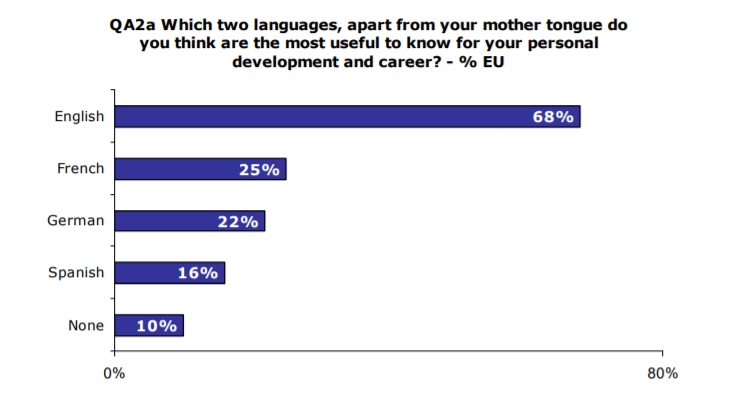 QA2a Which two languages, apart from your mother tongue do
you think are the most useful to know for your personal
development and career? - % EU
English 68%
French 25%
German 22%
Spanish 16%
None 10%
0% 80%